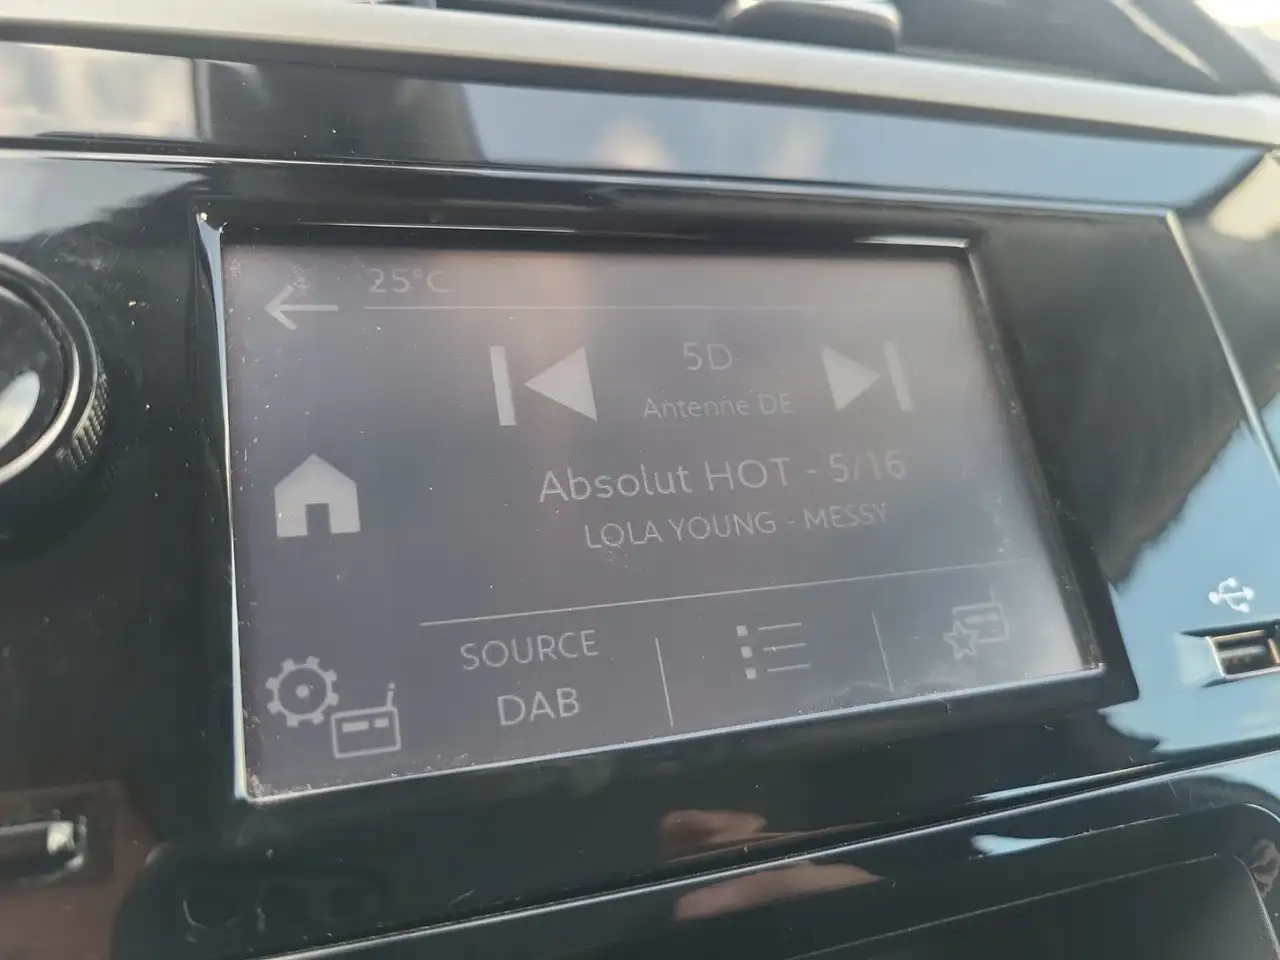 25°C
5D
Antenne DE
Absolut HOT - 5/16
LOLA YOUNG - MESSY
SOURCE
DAB